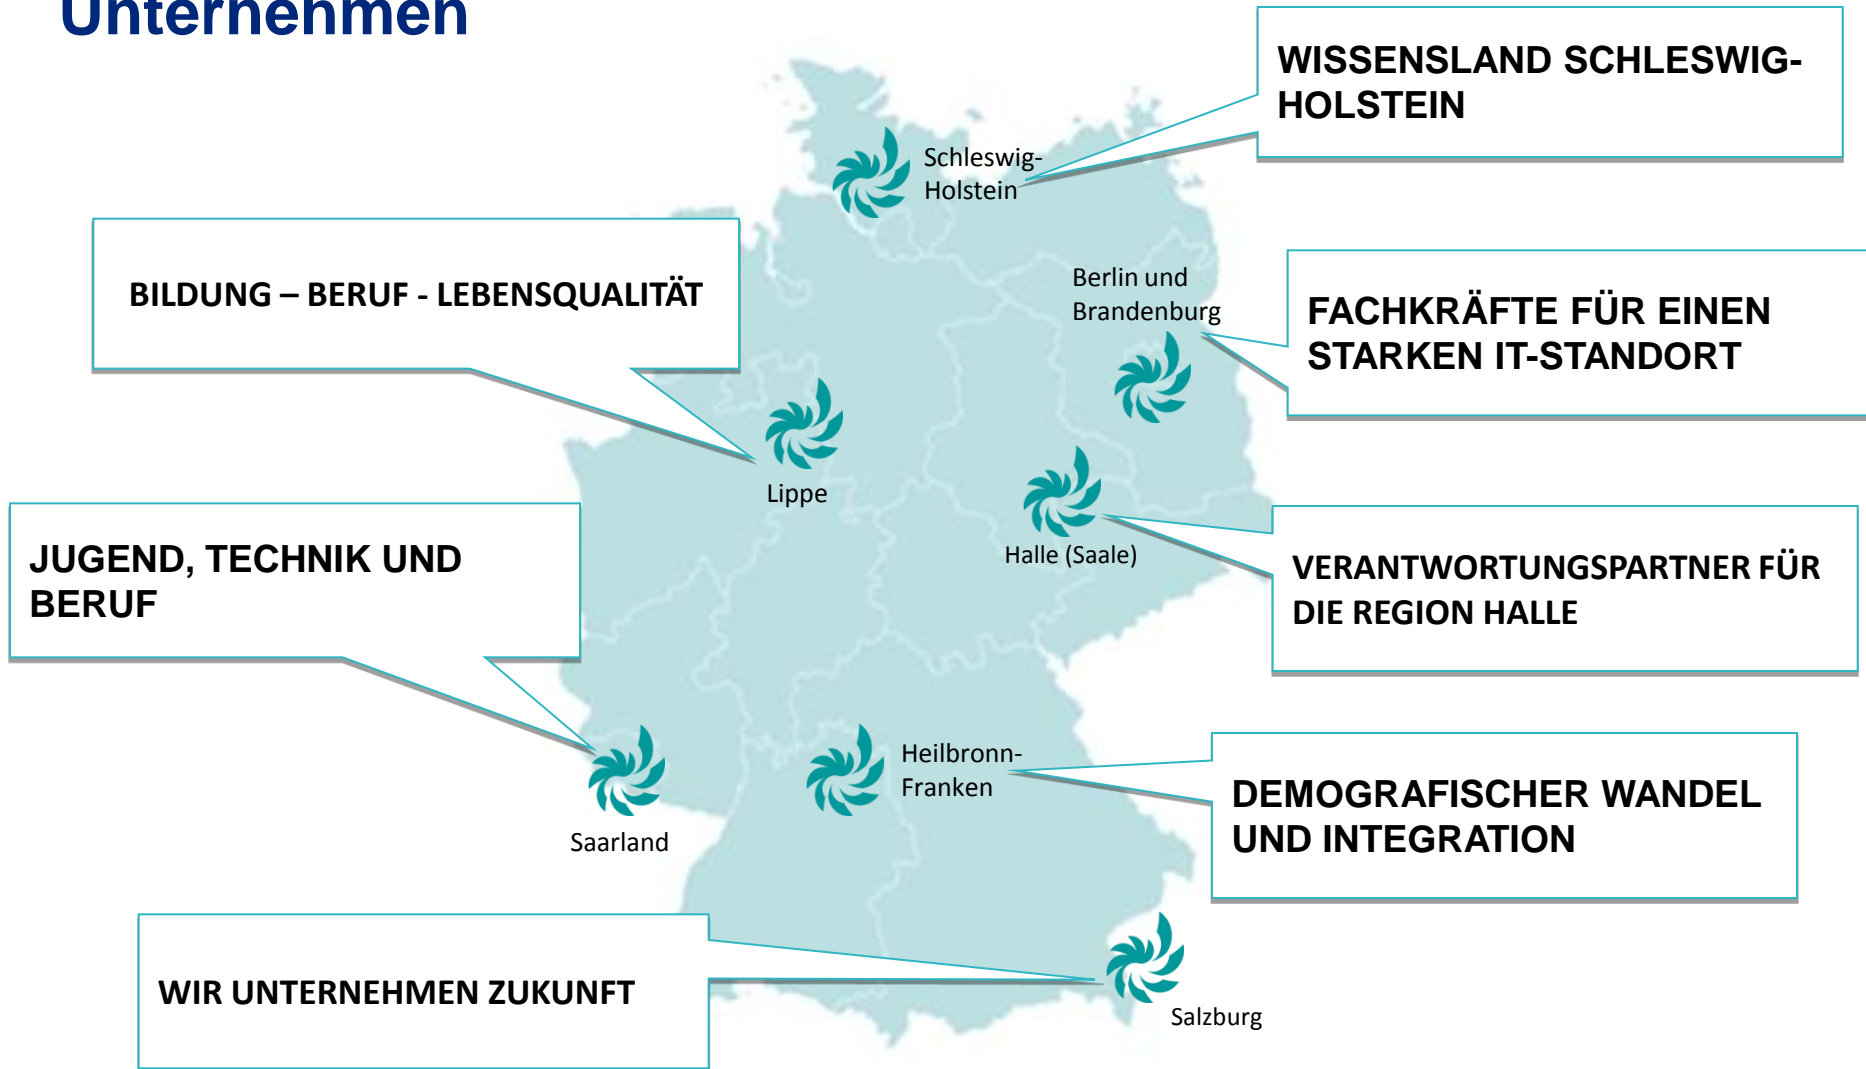 Unternehmen
WISSENSLAND SCHLESWIG-
HOLSTEIN
Schleswig-
Holstein
BILDUNG – BERUF - LEBENSQUALITÄT
Berlin und
Brandenburg
FACHKRÄFTE FÜR EINEN
STARKEN IT-STANDORT
Lippe
Halle (Saale)
JUGEND, TECHNIK UND
BERUF
VERANTWORTUNGSPARTNER FÜR
DIE REGION HALLE
Heilbronn-
Franken
DEMOGRAFISCHER WANDEL
UND INTEGRATION
Saarland
WIR UNTERNEHMEN ZUKUNFT
Salzburg